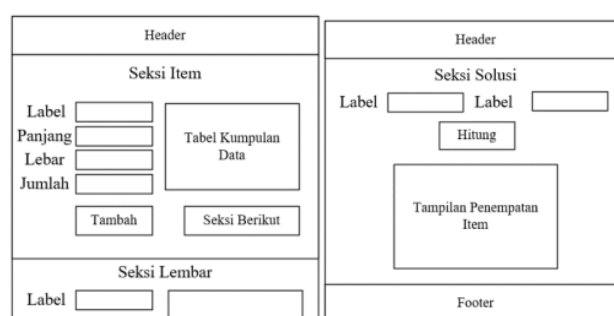 Header
Seksi Item
Label
Panjang
Lebar
Jumlah
Tabel Kumpulan
Data
Tambah
Seksi Berikut
Seksi Lembar
Label
Header
Seksi Solusi
Label
Label
Hitung
Tampilan Penempatan
Item
Footer